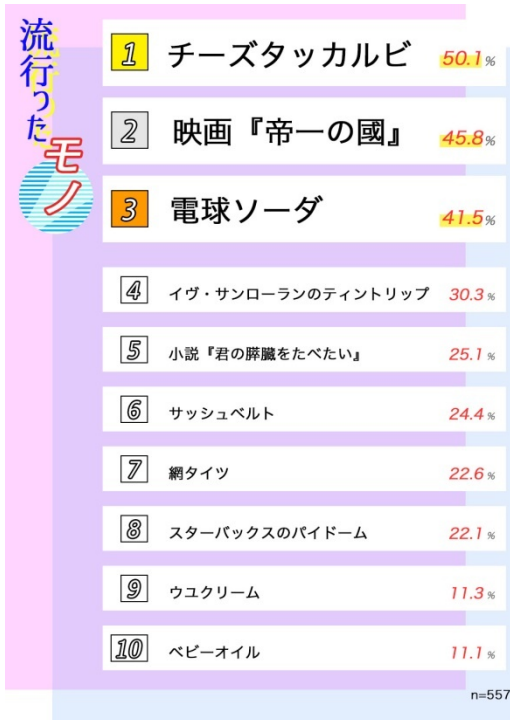 流行うた
モノ
1 チーズタッカルビ 50.1%
2 映画『帝一の國』 45.8%
3 電球ソーダ 41.5%
4 イヴ・サンローランのティントリップ 30.3%
5 小説『君の膵臓をたべたい』 25.1%
6 サッシュベルト 24.4%
7 網タイツ 22.6%
8 スターバックスのパイドーム 22.1%
9 ウユクリーム 11.3%
10 ベビーオイル 11.1%
n=557